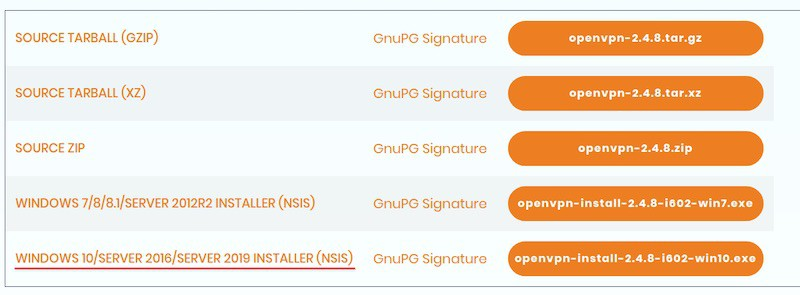 SOURCE TARBALL (GZIP) GnuPG Signature openvpn-2.4.8.tar.gz
SOURCE TARBALL (XZ) GnuPG Signature openvpn-2.4.8.tar.xz
SOURCE ZIP GnuPG Signature openvpn-2.4.8.zip
WINDOWS 7/8/8.1/SERVER 2012R2 INSTALLER (NSIS) GnuPG Signature openvpn-install-2.4.8-i602-win7.exe
WINDOWS 10/SERVER 2016/SERVER 2019 INSTALLER (NSIS) GnuPG Signature openvpn-install-2.4.8-i602-win10.exe